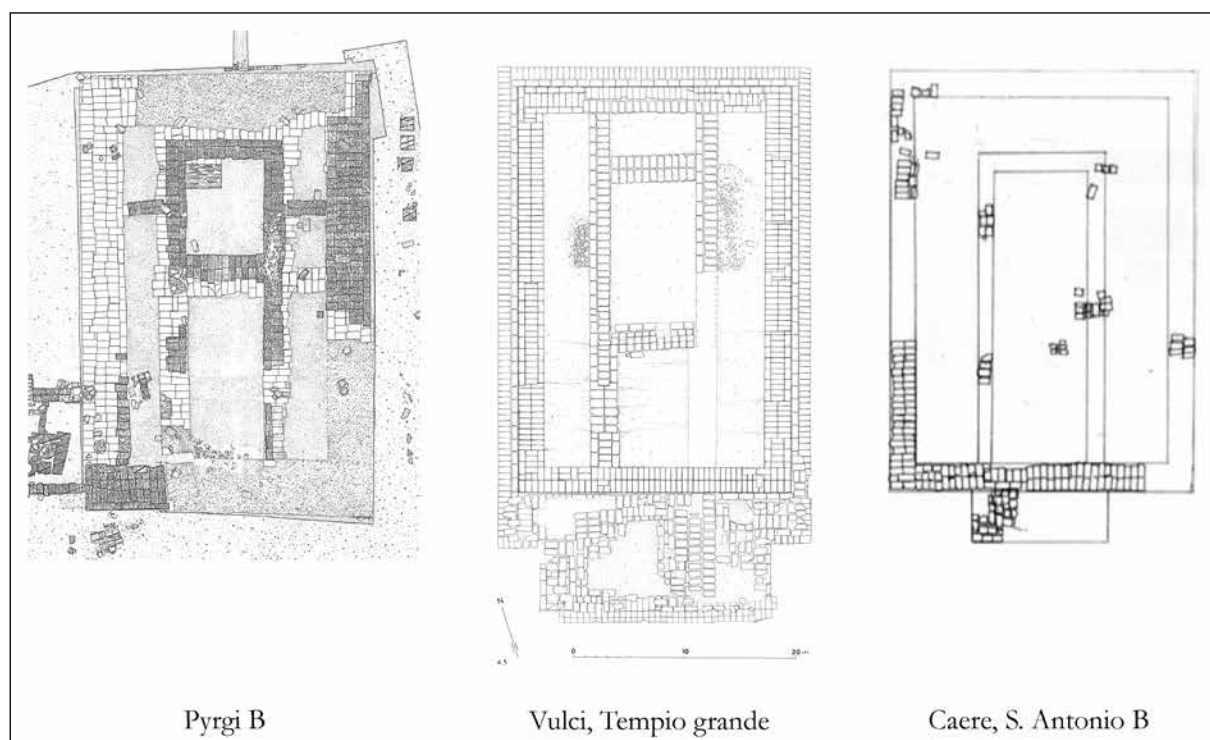 N
0 10 20 m
Pyrgi B
Vulci, Tempio grande
Caere, S. Antonio B